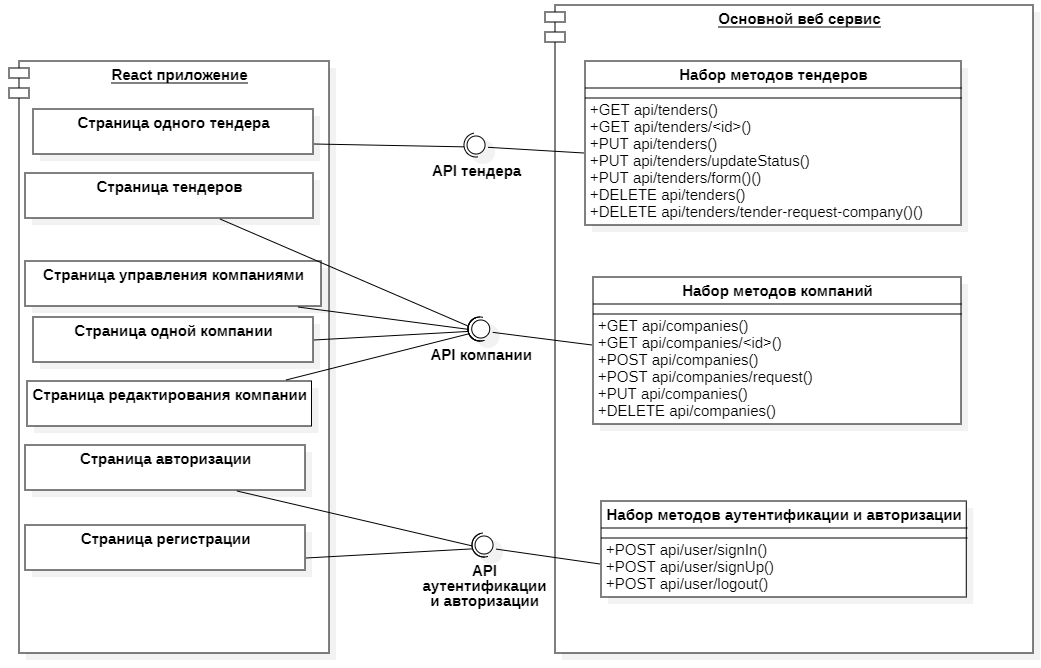 React приложение
Страница одного тендера
Страница тендеров
Страница управления компаниями
Страница одной компании
Страница редактирования компании
Страница авторизации
Страница регистрации
API тендера
API компании
API
аутентификации
и авторизации
Основной веб сервис
Набор методов тендеров
+GET api/tenders()
+GET api/tenders/<id>()
+PUT api/tenders()
+PUT api/tenders/updateStatus()
+PUT api/tenders/form()()
+DELETE api/tenders()
+DELETE api/tenders/tender-request-company()()
Набор методов компаний
+GET api/companies()
+GET api/companies/<id>()
+POST api/companies()
+POST api/companies/request()
+PUT api/companies()
+DELETE api/companies()
Набор методов аутентификации и авторизации
+POST api/user/signIn()
+POST api/user/signUp()
+POST api/user/logout()